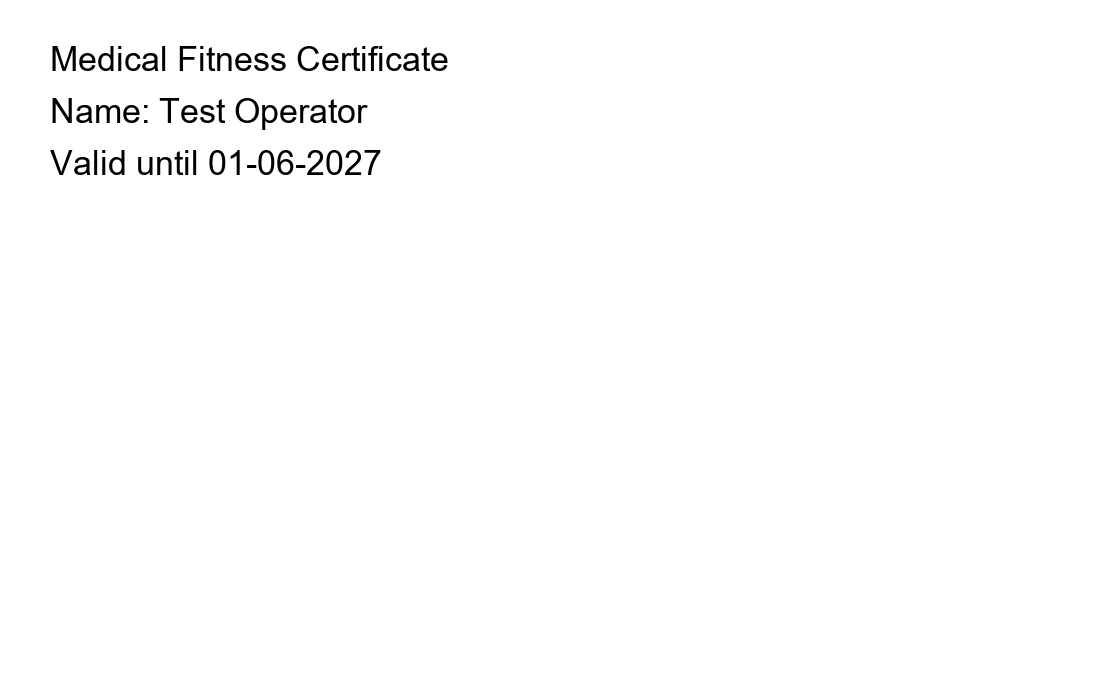 Medical Fitness Certificate
Name: Test Operator
Valid until 01-06-2027